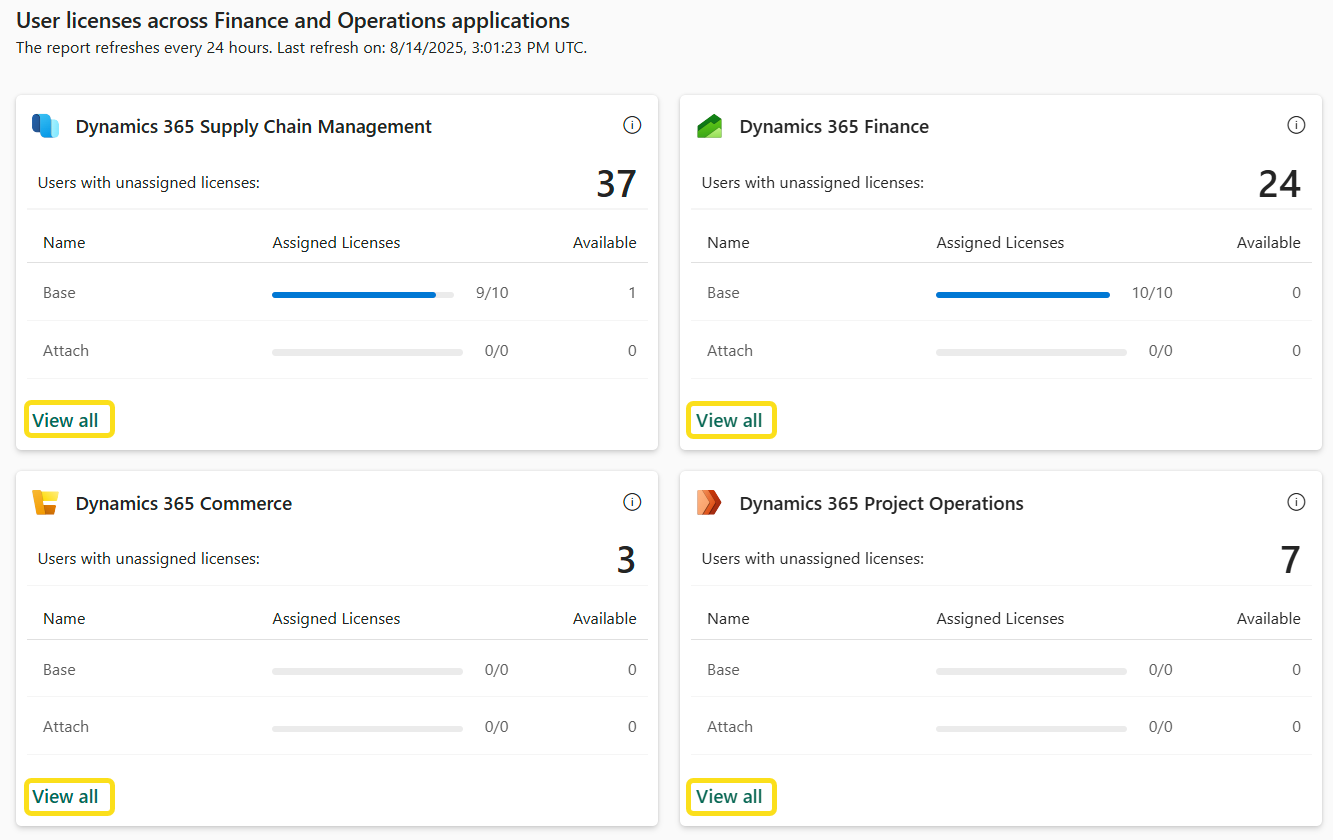 User licenses across Finance and Operations applications
The report refreshes every 24 hours. Last refresh on: 8/14/2025, 3:01:23 PM UTC.
Dynamics 365 Supply Chain Management
Users with unassigned licenses: 37
Name Assigned Licenses Available
Base 9/10 1
Attach 0/0 0
View all
Dynamics 365 Finance
Users with unassigned licenses: 24
Name Assigned Licenses Available
Base 10/10 0
Attach 0/0 0
View all
Dynamics 365 Commerce
Users with unassigned licenses: 3
Name Assigned Licenses Available
Base 0/0 0
Attach 0/0 0
View all
Dynamics 365 Project Operations
Users with unassigned licenses: 7
Name Assigned Licenses Available
Base 0/0 0
Attach 0/0 0
View all